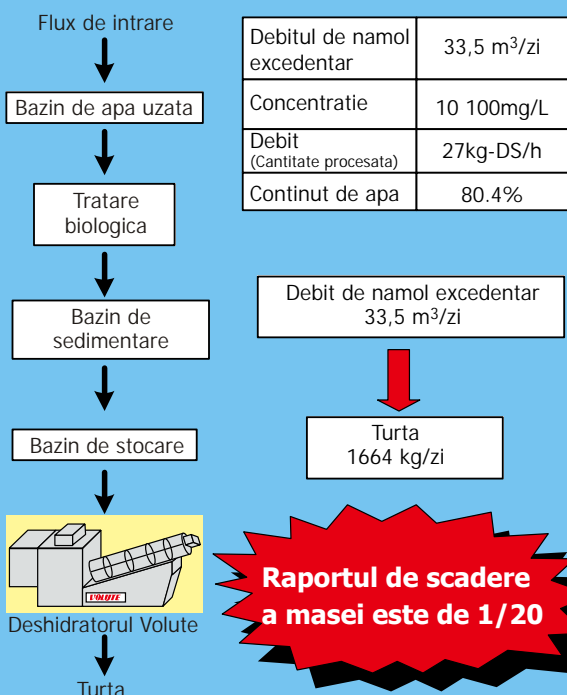 Flux de intrare
Bazin de apa uzata
Tratare
biologica
Bazin de
sedimentare
Bazin de stocare
VOLUTE
Deshidratorul Volute
Turta
Debitul de namol
excedentar
33,5 m³/zi
Concentratie
10 100mg/L
Debit
(Cantitate procesata)
27kg-DS/h
Continut de apa
80.4%
Debit de namol excedentar
33,5 m³/zi
Turta
1664 kg/zi
Raportul de scadere
a masei este de 1/20